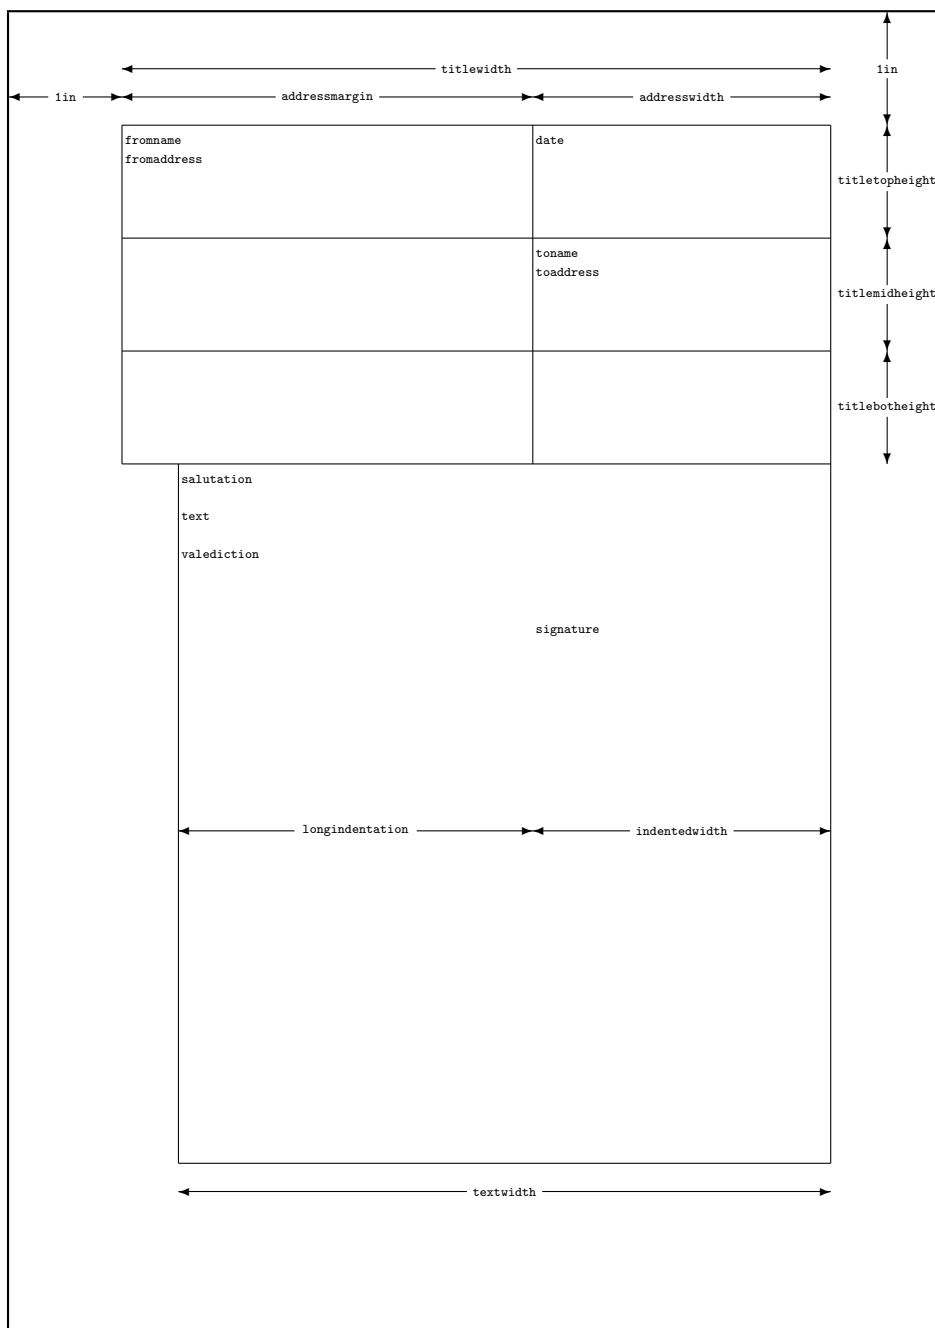 titlewidth 1in
1in addressmargin addresswidth
fromname date
fromaddress
titletopheight
toname
toaddress
titlemidheight
titlebotheight
salutation
text
valediction
signature
longindentation indentedwidth
textwidth